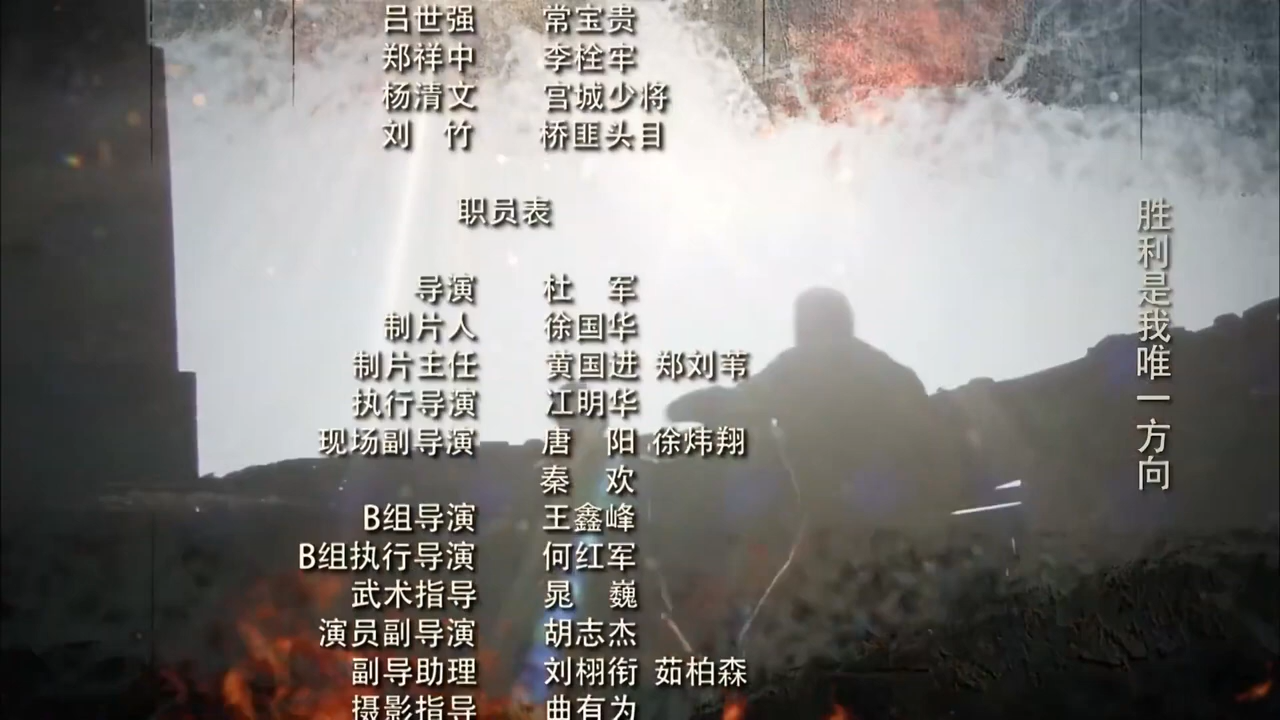 吕世强 常宝贵
郑祥中 李栓牢
杨清文 宫城少将
刘 竹 桥匪头目
职员表
导演 杜 军
制片人 徐国华
制片主任 黄国进 郑刘苇
执行导演 江明华
现场副导演 唐 阳 徐炜翔
秦 欢
B组导演 王鑫峰
B组执行导演 何红军
武术指导 晁 巍
演员副导演 胡志杰
副导助理 刘栩衔 茹柏森
摄影指导 曲有为
胜利是我唯一方向